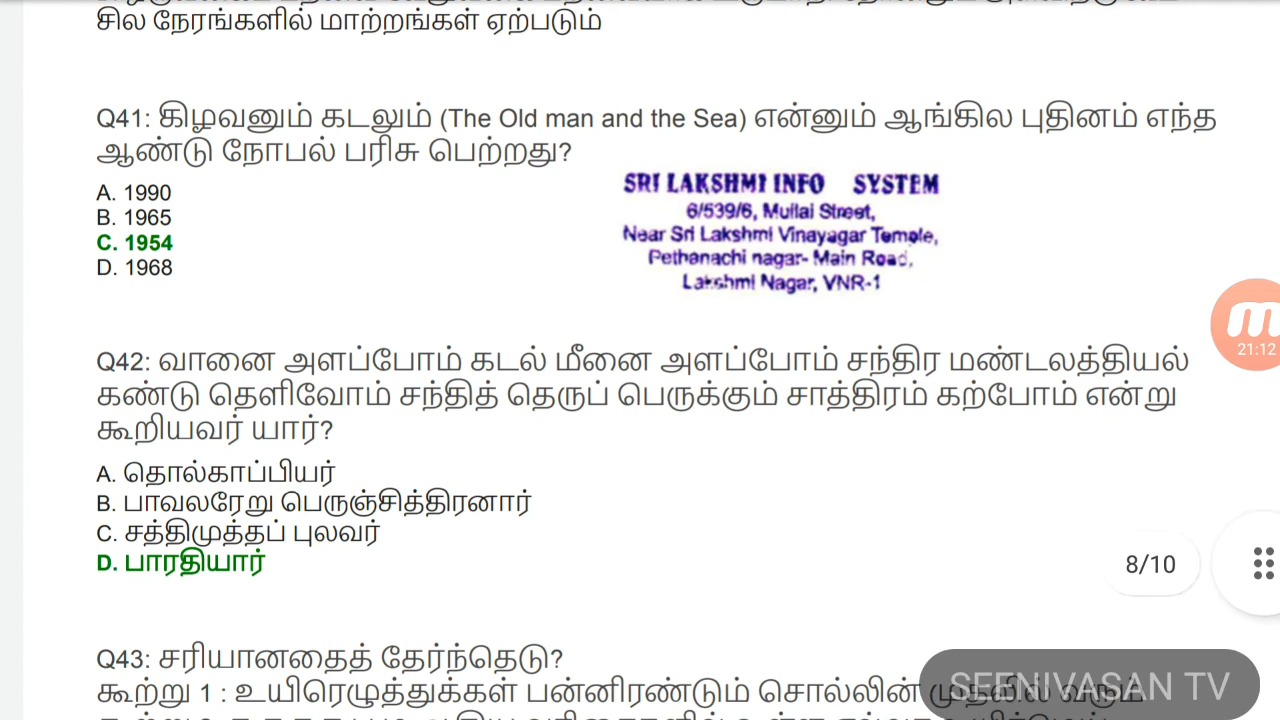 சில நேரங்களில் மாற்றங்கள் ஏற்படும்
Q41: கிழவனும் கடலும் (The Old man and the Sea) என்னும் ஆங்கில புதினம் எந்த
ஆண்டு நோபல் பரிசு பெற்றது?
A. 1990
B. 1965
C. 1954
D. 1968
SRI LAKSHMI INFO SYSTEM
6/539/6, Mullai Street,
Near Sri Lakshmi Vinayagar Temple,
Pethanachi nagar- Main Road,
Lakshmi Nagar, VNR-1
21:12
Q42: வானை அளப்போம் கடல் மீனை அளப்போம் சந்திர மண்டலத்தியல்
கண்டு தெளிவோம் சந்தித் தெருப் பெருக்கும் சாத்திரம் கற்போம் என்று
கூறியவர் யார்?
A. தொல்காப்பியர்
B. பாவலரேறு பெருஞ்சித்திரனார்
C. சத்திமுத்தப் புலவர்
D. பாரதியார்
8/10
Q43: சரியானதைத் தேர்ந்தெடு?
கூற்று 1 : உயிரெழுத்துக்கள் பன்னிரண்டும் சொல்லின் முதலில் வரும்
SEENIVASAN TV